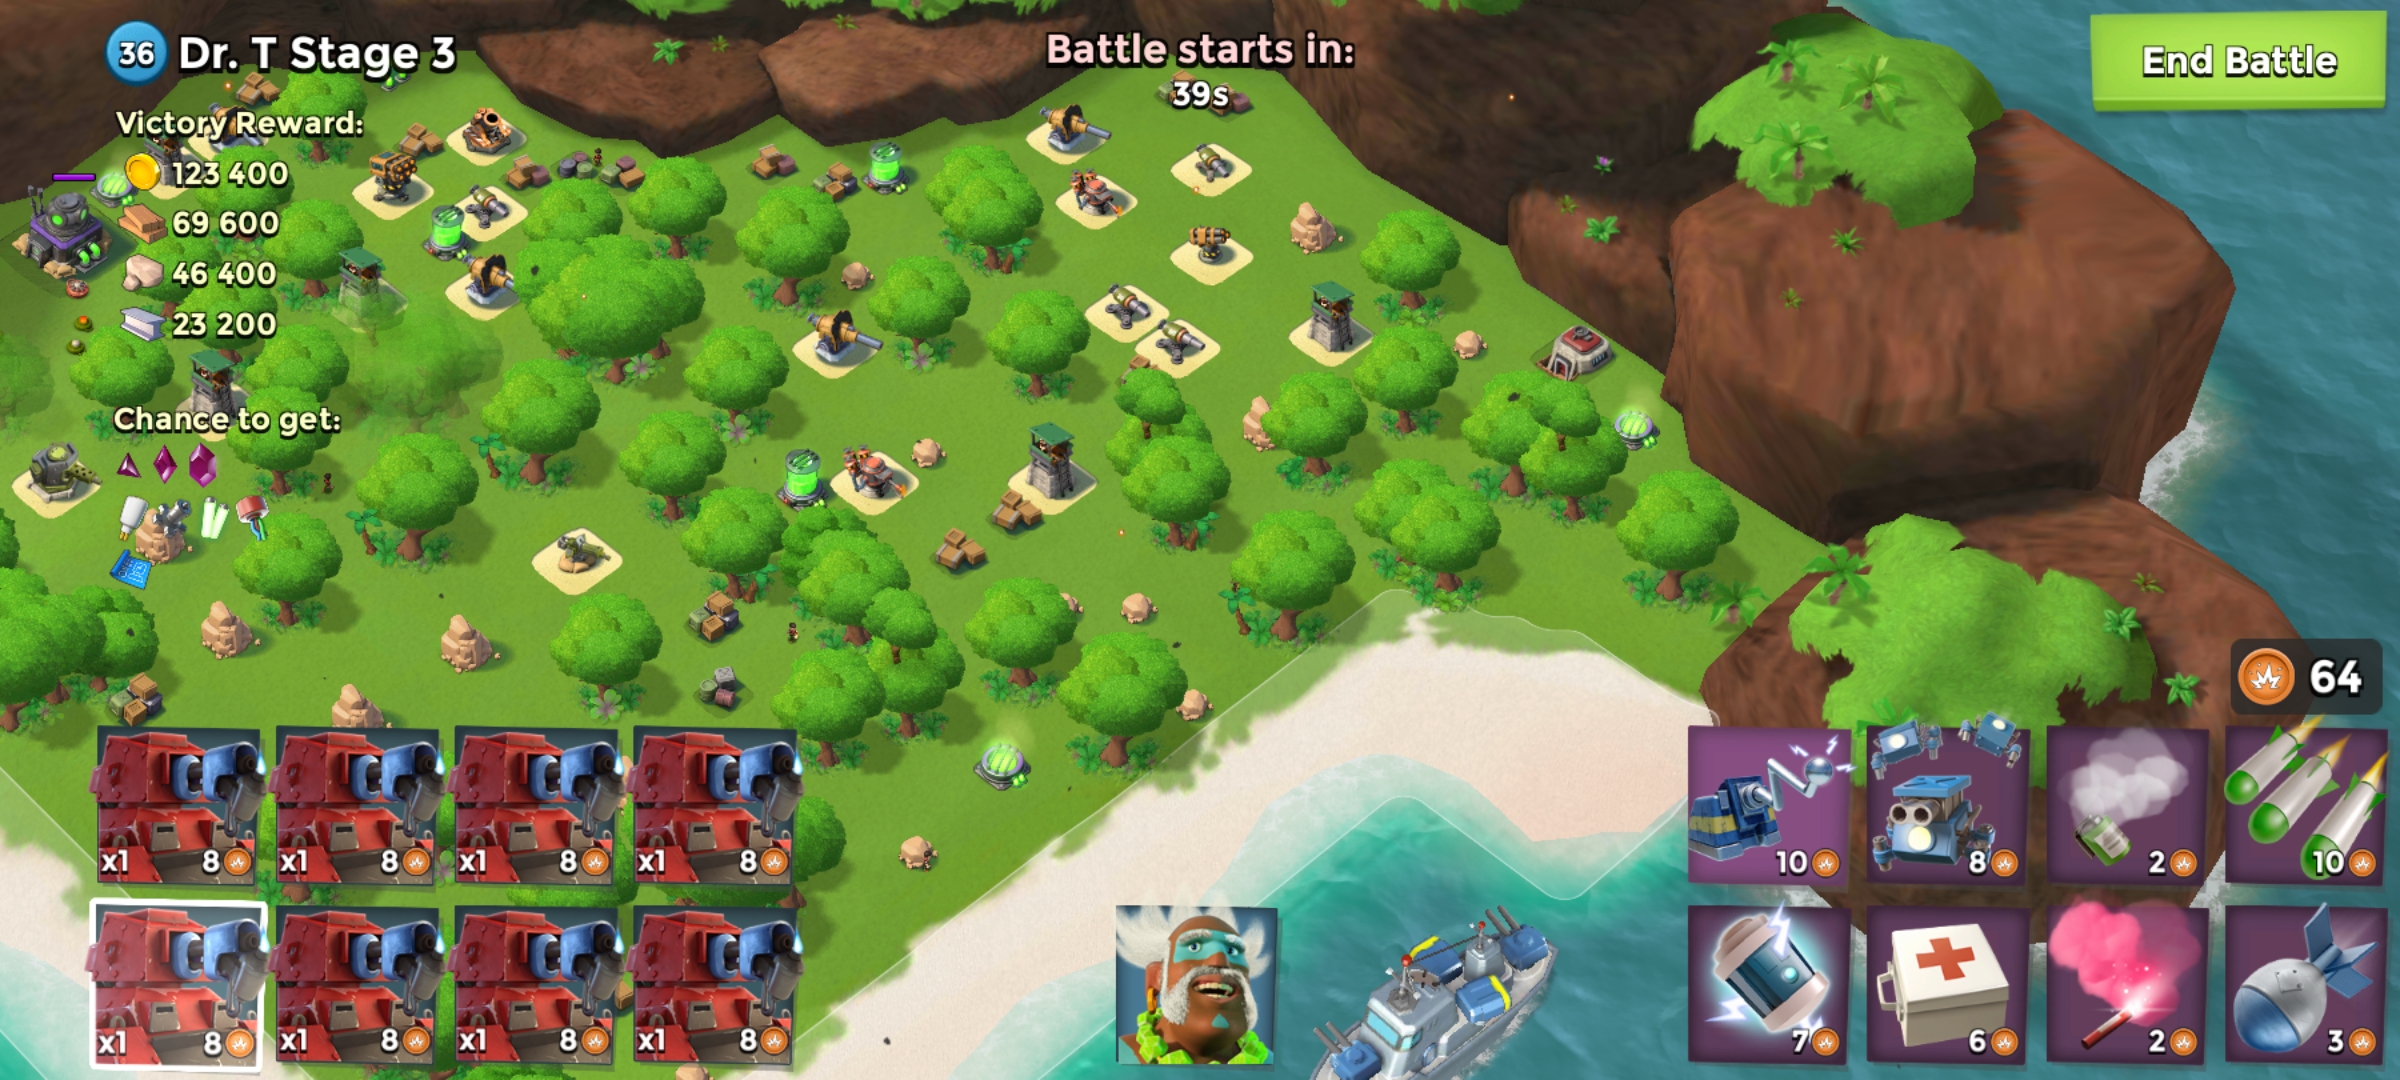 36 Dr. T Stage 3
Battle starts in:
39s
End Battle
Victory Reward:
123 400
69 600
46 400
23 200
Chance to get:
64
x1 8
x1 8
x1 8
x1 8
10
8
2
10
x1 8
x1 8
x1 8
x1 8
7
6
2
3